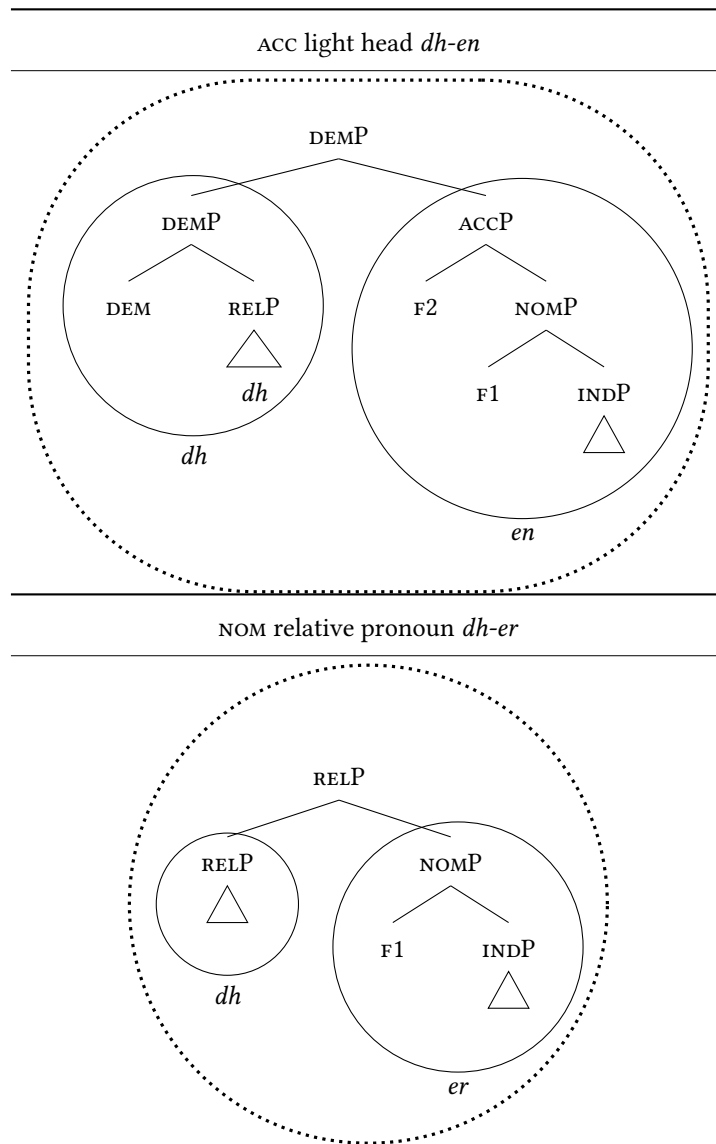 ACC light head dh-en
DEMP
DEMP ACCP
DEM RELP F2 NOMP
dh F1 INDP
dh
en
NOM relative pronoun dh-er
RELP
RELP NOMP
F1 INDP
dh
er